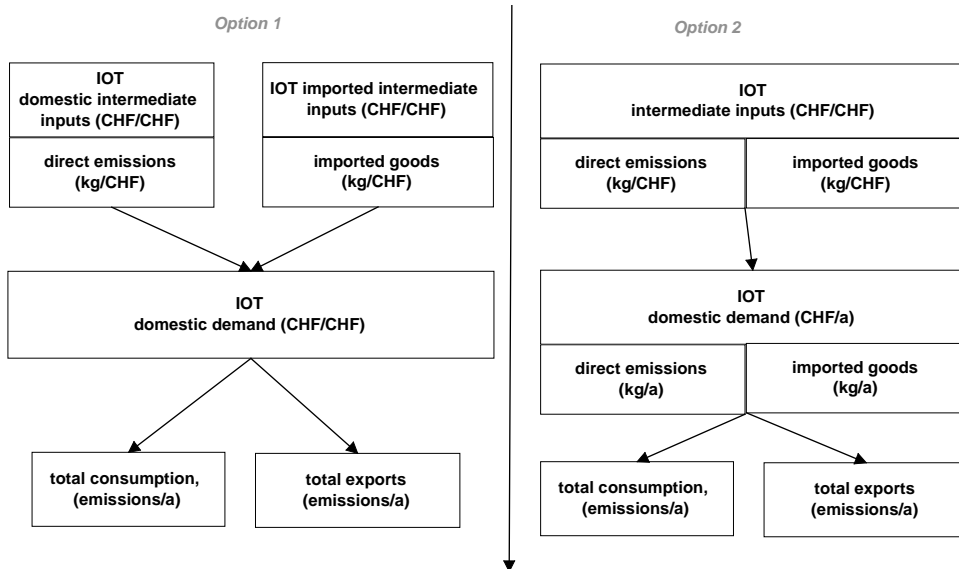 Option 1
IOT
domestic intermediate
inputs (CHF/CHF)
direct emissions
(kg/CHF)
IOT imported intermediate
inputs (CHF/CHF)
imported goods
(kg/CHF)
IOT
domestic demand (CHF/CHF)
total consumption,
(emissions/a)
total exports
(emissions/a)
Option 2
IOT
intermediate inputs (CHF/CHF)
direct emissions
(kg/CHF)
imported goods
(kg/CHF)
IOT
domestic demand (CHF/a)
direct emissions
(kg/a)
imported goods
(kg/a)
total consumption,
(emissions/a)
total exports
(emissions/a)